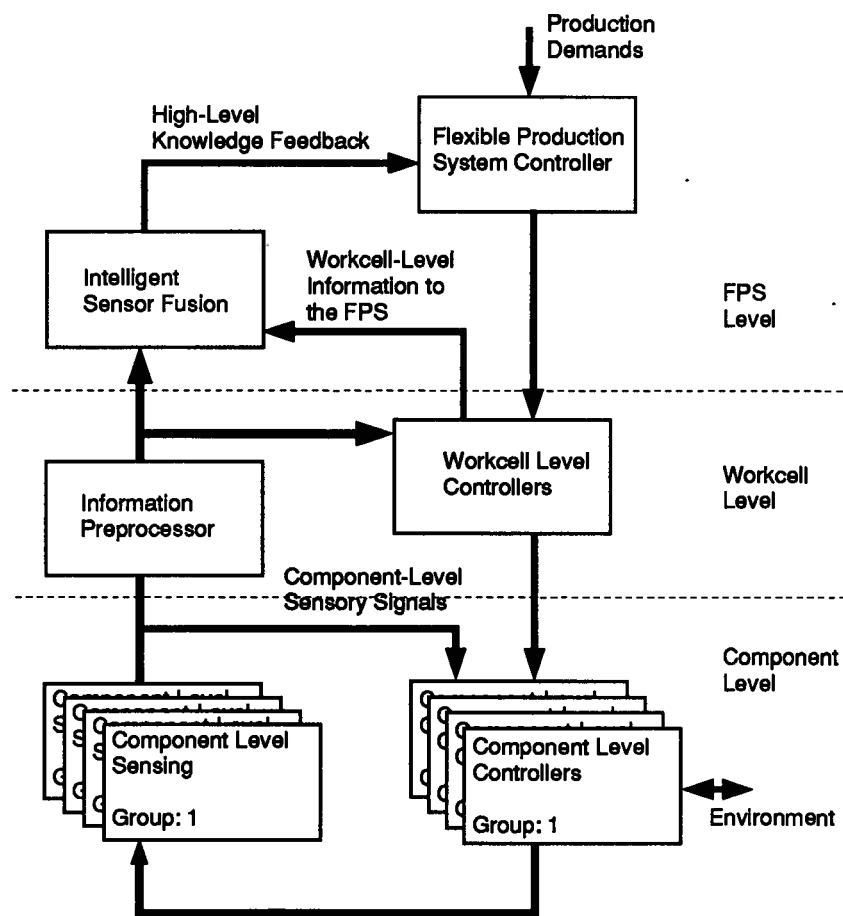 Production
Demands
High-Level
Knowledge Feedback
Flexible Production
System Controller
Intelligent
Sensor Fusion
Workcell-Level
Information to
the FPS
FPS
Level
Workcell Level
Controllers
Workcell
Level
Information
Preprocessor
Component-Level
Sensory Signals
Component
Level
Component Level
Sensing
Group: 1
Component Level
Controllers
Group: 1
Environment